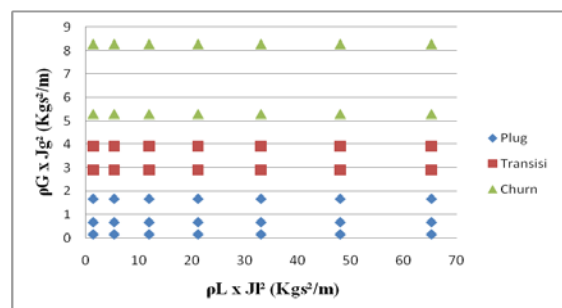 9
8
7
6
5
4
3
2
1
0
0 10 20 30 40 50 60 70
ρG x Jg² (Kgs²/m)
ρL x Jl² (Kgs²/m)
Plug
Transisi
Churn